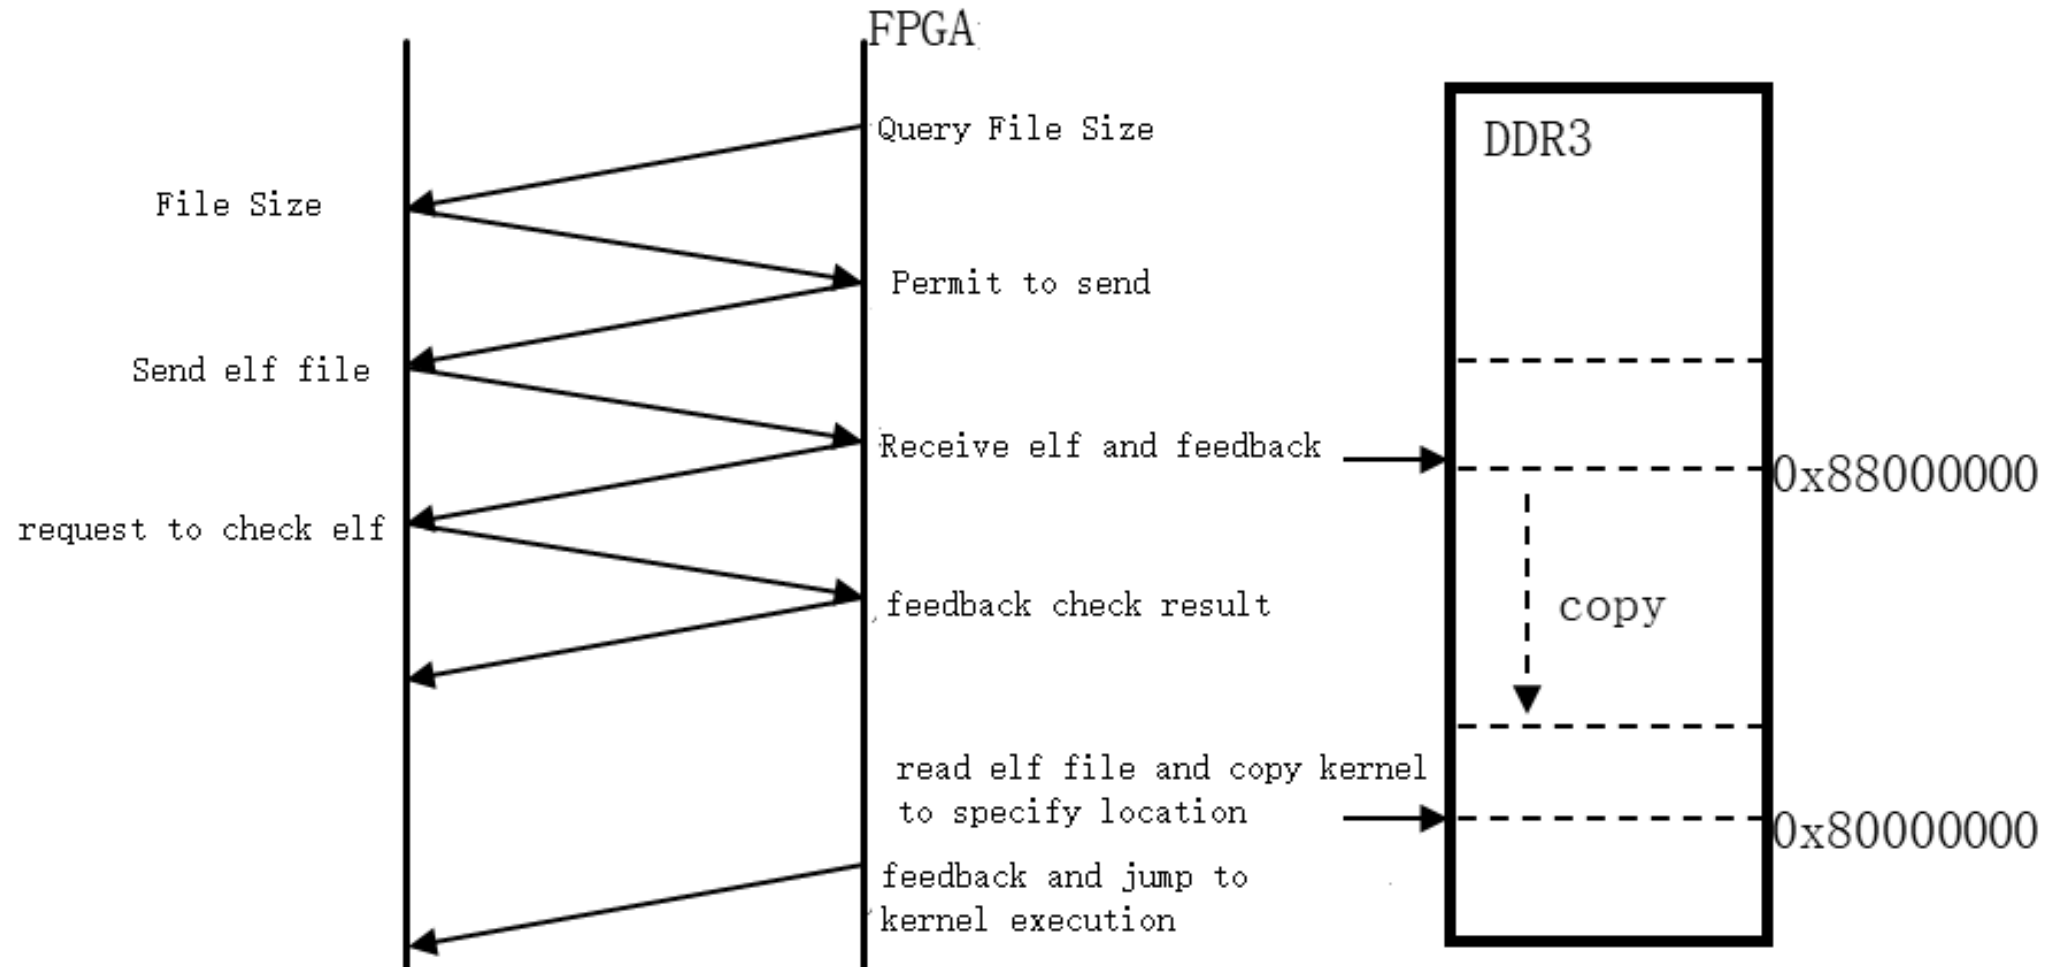 FPGA
Query File Size
DDR3
File Size
Permit to send
Send elf file
Receive elf and feedback
0x88000000
request to check elf
feedback check result
copy
read elf file and copy kernel
to specify location
0x80000000
feedback and jump to
kernel execution